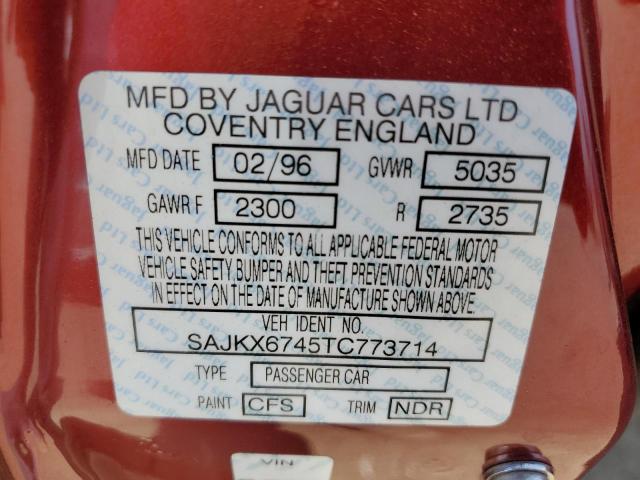 MFD BY JAGUAR CARS LTD
COVENTRY ENGLAND
MFD DATE 02/96 GVWR 5035
GAWR F 2300 R 2735
THIS VEHICLE CONFORMS TO ALL APPLICABLE FEDERAL MOTOR
VEHICLE SAFETY, BUMPER AND THEFT PREVENTION STANDARDS
IN EFFECT ON THE DATE OF MANUFACTURE SHOWN ABOVE.
VEH IDENT NO.
SAJKX6745TC773714
TYPE PASSENGER CAR
PAINT CFS TRIM NDR
VIN